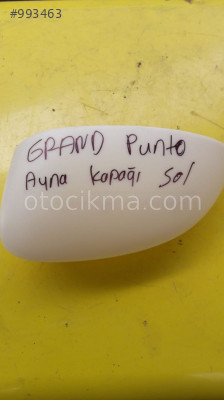 #993463
GRAND Punto
Ayna Kapağı Sol
otocikma.com